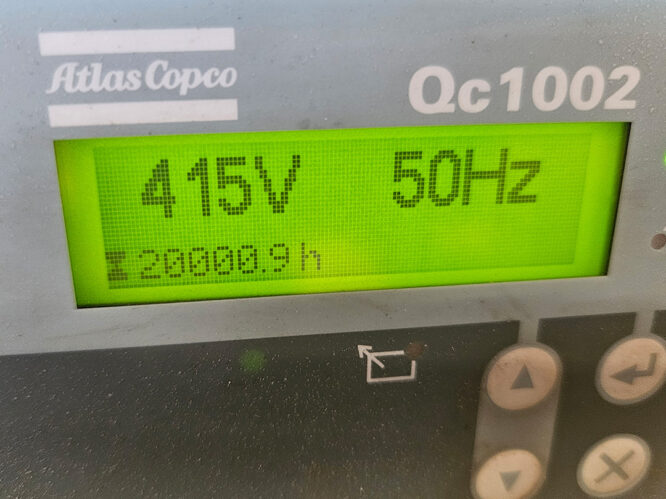 Atlas Copco
Qc1002
415V 50Hz
20000.9 h